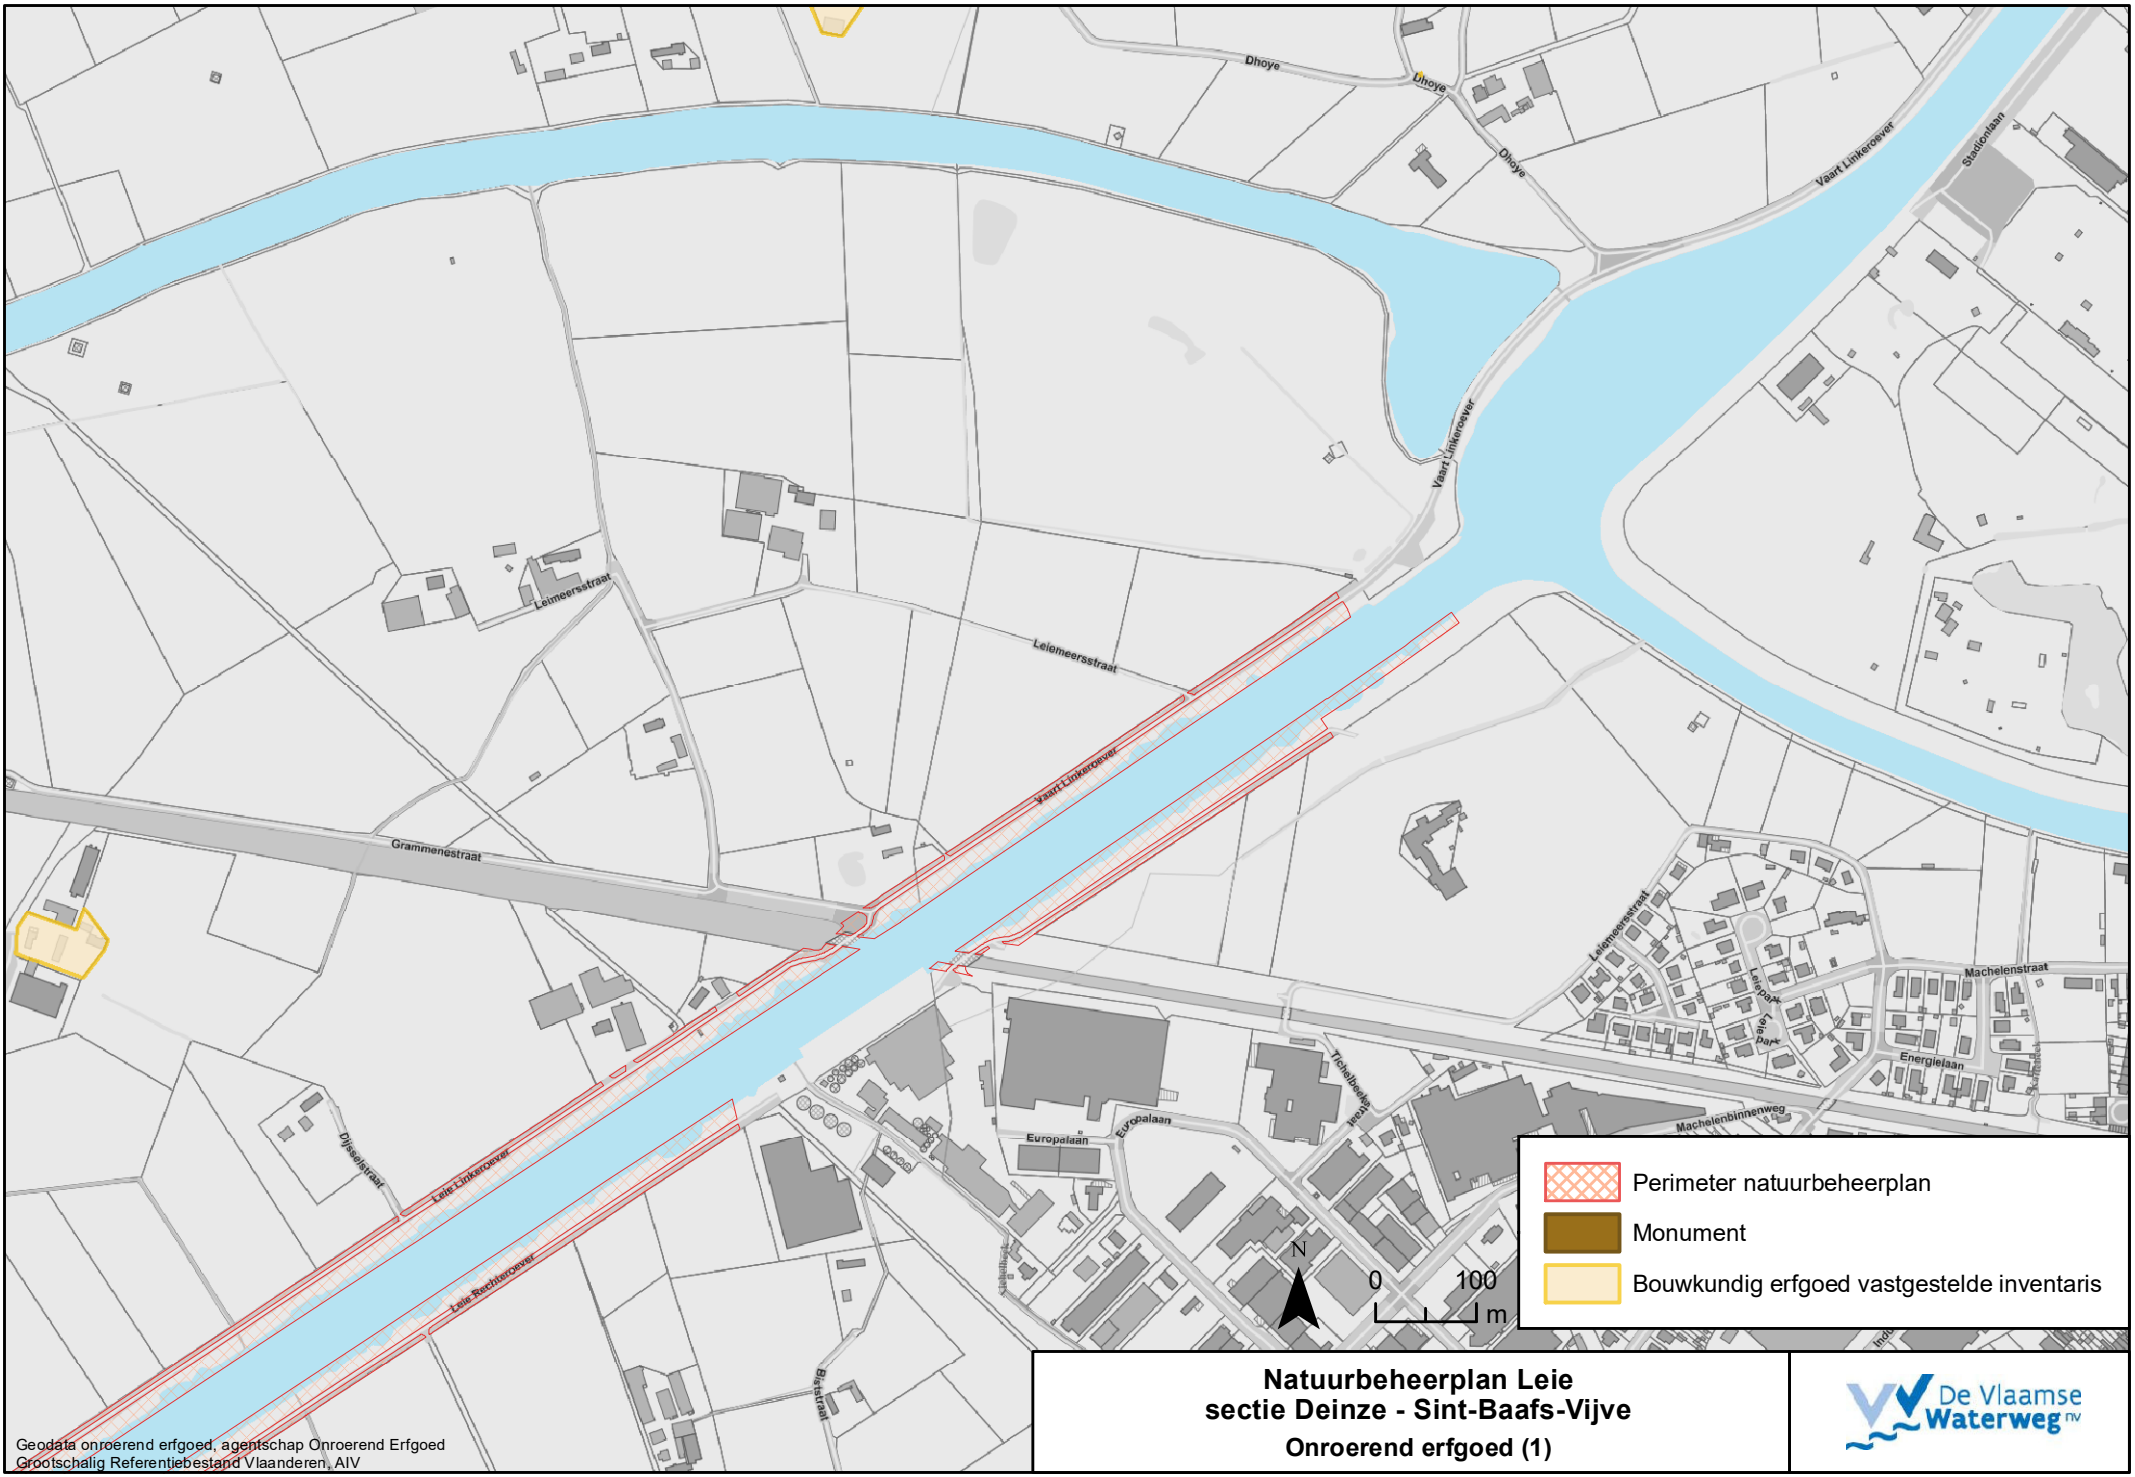 Dhoye
Dhoye
Dhoye
Vaart Linkeroever
Stadionlaan
Vaart Linkeroever
Leimeersstraat
Leiemeersstraat
Vaart Linkeroever
Grammenestraat
Leiemeersstraat
Leiepark
Leiepark
Machelenstraat
Energielaan
Tichelbeekstraat
Machelenbinnenweg
Europalaan
Europalaan
Dijsselstraat
Leie Linkeroever
Leie Rechteroever
Biststraat
Perimeter natuurbeheerplan
Monument
Bouwkundig erfgoed vastgestelde inventaris
N
0 100
m
Natuurbeheerplan Leie
sectie Deinze - Sint-Baafs-Vijve
Onroerend erfgoed (1)
De Vlaamse
Waterweg nv
Geodata onroerend erfgoed, agentschap Onroerend Erfgoed
Grootschalig Referentiebestand Vlaanderen, AIV